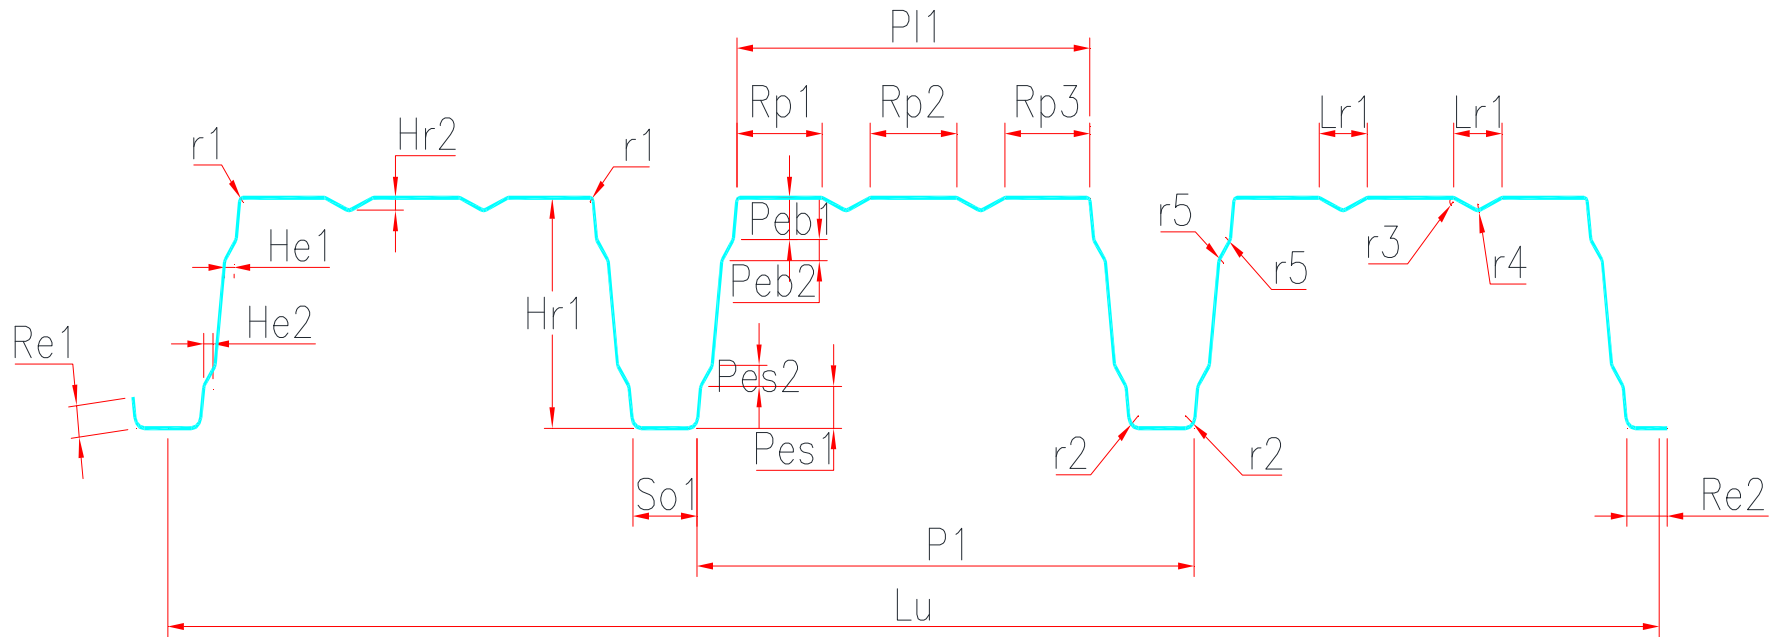 Pl1
Rp1 Rp2 Rp3 Lr1 Lr1
r1 Hr2 r1
Peb1 r5
He1 r3 r5 r4
Peb2
Hr1
He2
Re1
Pes2
Pes1 r2 r2
So1 Re2
P1
Lu